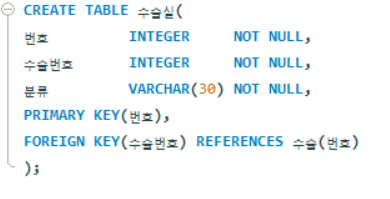 CREATE TABLE 수술실(
번호 INTEGER NOT NULL,
수술번호 INTEGER NOT NULL,
분류 VARCHAR(30) NOT NULL,
PRIMARY KEY(번호),
FOREIGN KEY(수술번호) REFERENCES 수술(번호)
);